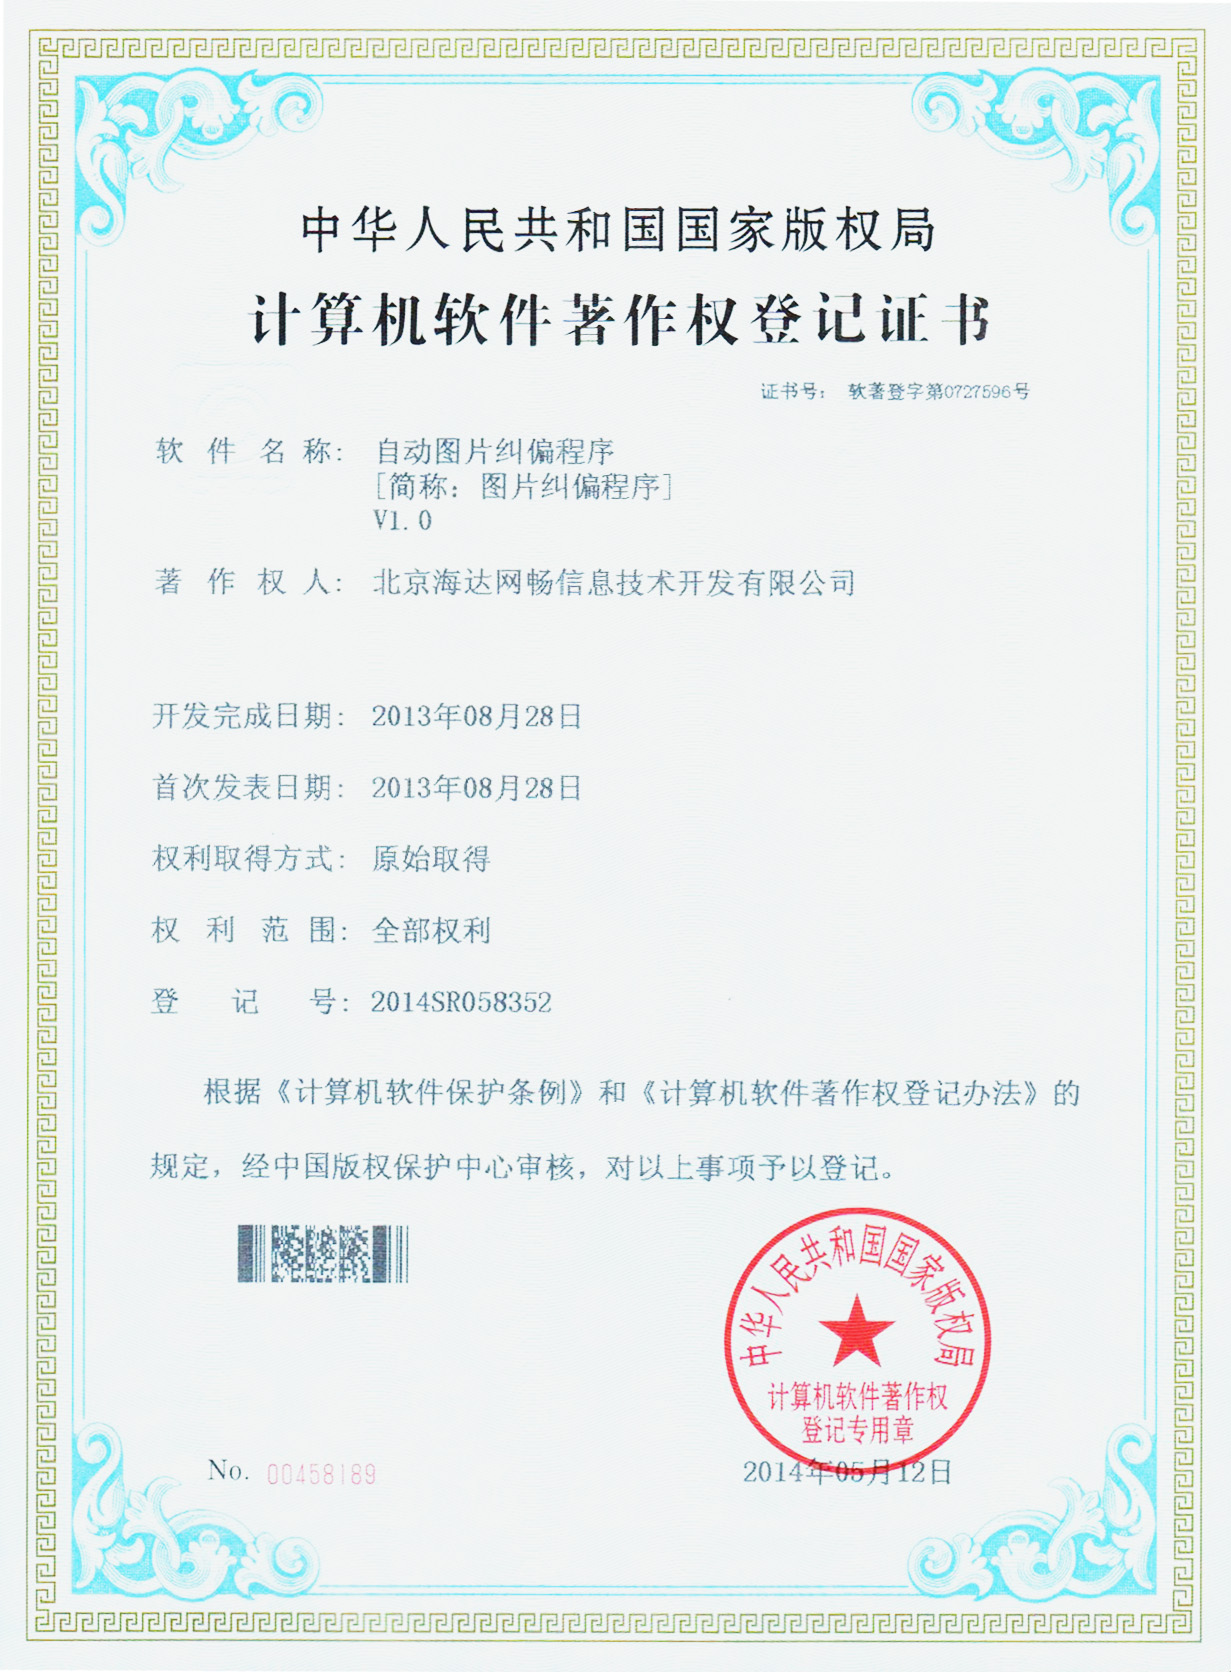 中华人民共和国国家版权局
计算机软件著作权登记证书
证书号： 软著登字第0727596号
软件名称： 自动图片纠偏程序
[简称：图片纠偏程序]
V1.0
著作权人： 北京海达网畅信息技术开发有限公司
开发完成日期： 2013年08月28日
首次发表日期： 2013年08月28日
权利取得方式： 原始取得
权利范围： 全部权利
登记号： 2014SR058352
根据《计算机软件保护条例》和《计算机软件著作权登记办法》的
规定，经中国版权保护中心审核，对以上事项予以登记。
中华人民共和国国家版权局
计算机软件著作权
登记专用章
No. 00458189
2014年05月12日